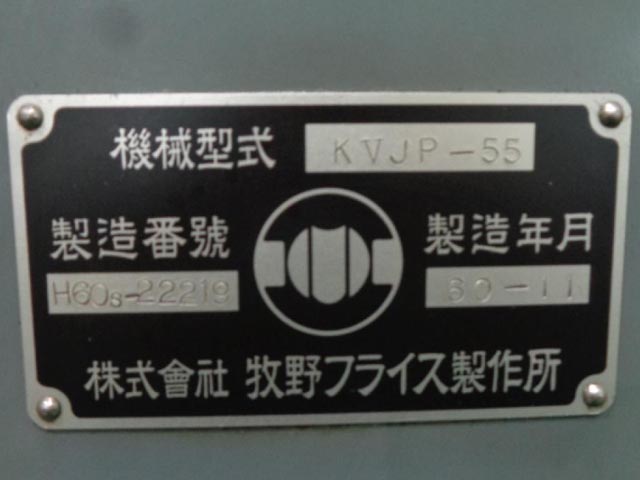 機械型式 KVJP-55
製造番號 製造年月
H60s-22219 60-11
株式會社 牧野フライス製作所